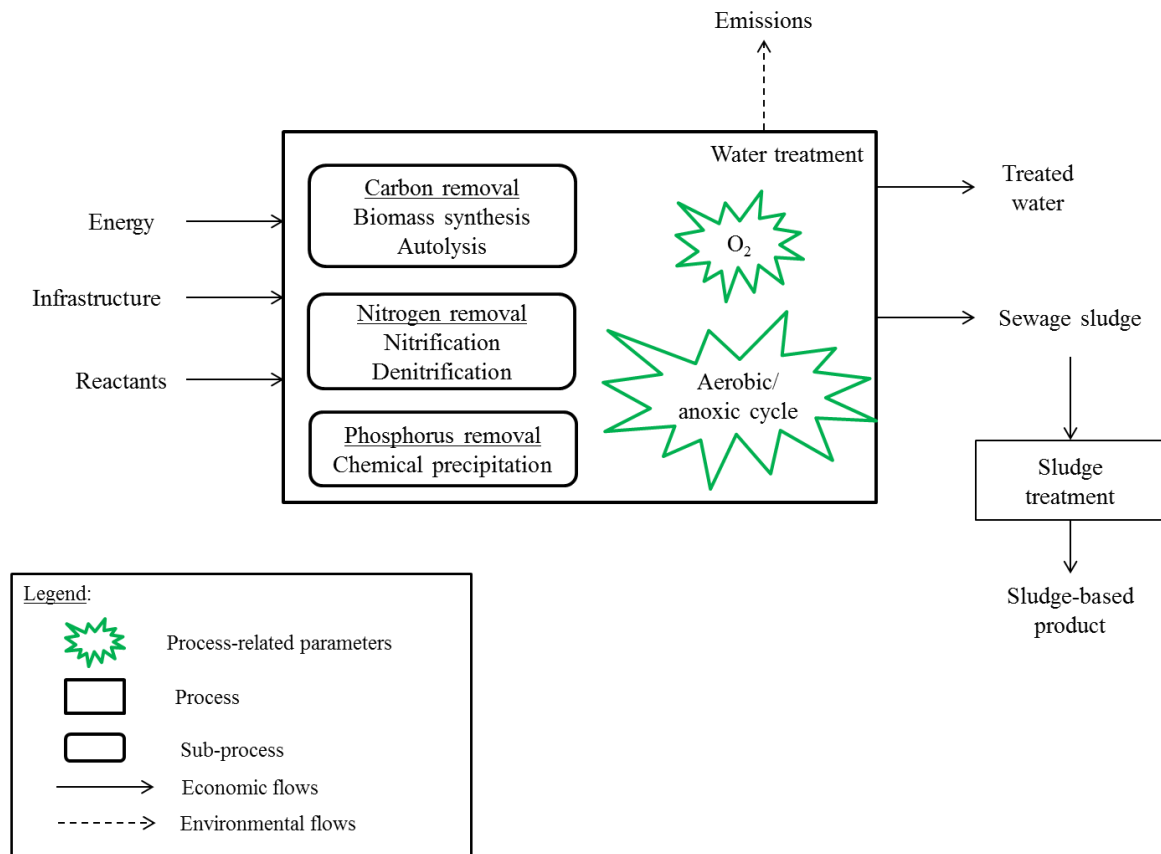 Emissions
Water treatment
Carbon removal
Biomass synthesis
Autolysis
Treated
water
Energy
O₂
Infrastructure
Nitrogen removal
Nitrification
Denitrification
Sewage sludge
Reactants
Aerobic/
anoxic cycle
Phosphorus removal
Chemical precipitation
Sludge
treatment
Sludge-based
product
Legend:
Process-related parameters
Process
Sub-process
Economic flows
Environmental flows